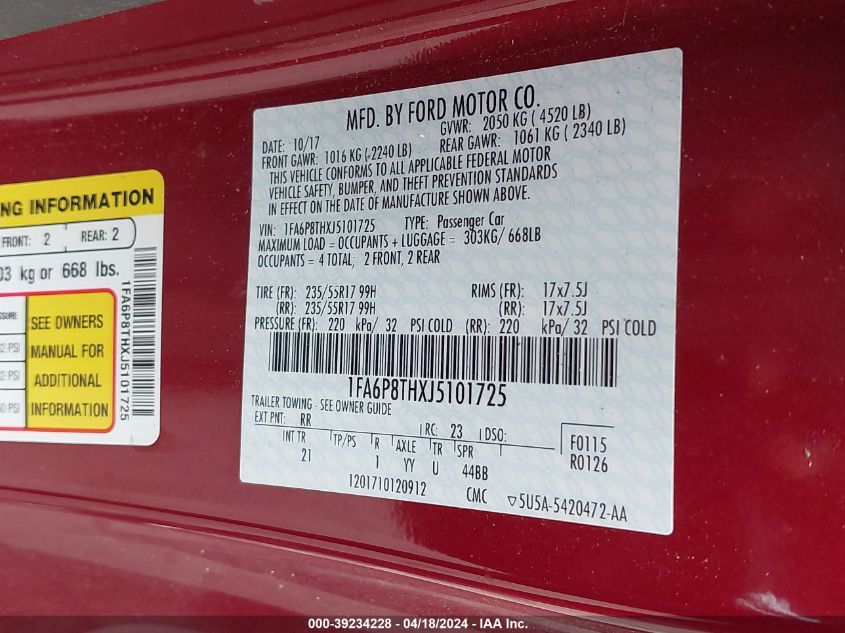 NG INFORMATION
FRONT: 2 REAR: 2
03 kg or 668 lbs.
SEE OWNERS
MANUAL FOR
ADDITIONAL
INFORMATION
1FA6P8THXJ5101725
MFD. BY FORD MOTOR CO.
DATE: 10/17 GVWR: 2050 KG ( 4520 LB)
FRONT GAWR: 1016 KG ( 2240 LB) REAR GAWR: 1061 KG ( 2340 LB)
THIS VEHICLE CONFORMS TO ALL APPLICABLE FEDERAL MOTOR
VEHICLE SAFETY, BUMPER, AND THEFT PREVENTION STANDARDS
IN EFFECT ON THE DATE OF MANUFACTURE SHOWN ABOVE.
VIN: 1FA6P8THXJ5101725 TYPE: Passenger Car
MAXIMUM LOAD = OCCUPANTS + LUGGAGE = 303KG/ 668LB
OCCUPANTS = 4 TOTAL; 2 FRONT, 2 REAR
TIRE (FR): 235/55R17 99H RIMS (FR): 17x7.5J
(RR): 235/55R17 99H (RR): 17x7.5J
PRESSURE (FR): 220 kPa/ 32 PSI COLD (RR): 220 kPa/ 32 PSI COLD
1FA6P8THXJ5101725
TRAILER TOWING - SEE OWNER GUIDE
EXT PNT: RR RC: 23 DSO: F0115
INT TR TP/PS R AXLE TR SPR R0126
21 1 YY U 44BB
1201710120912 CMC ▽5U5A-5420472-AA
000-39234228 - 04/18/2024 - IAA Inc.